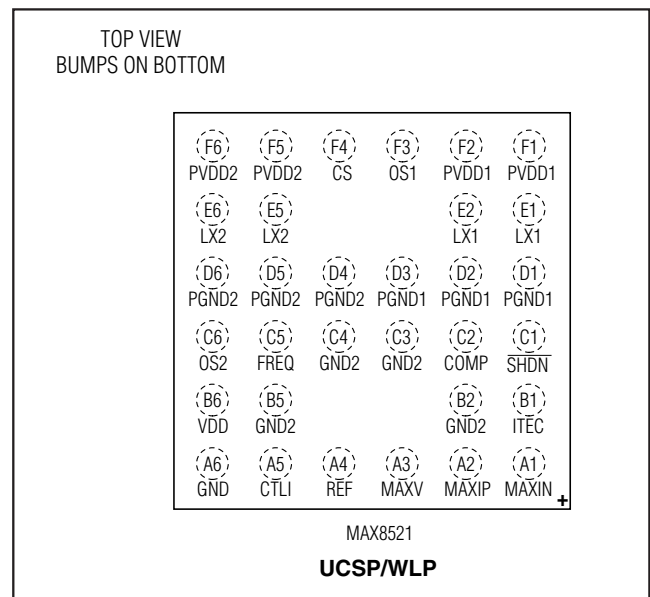 TOP VIEW
BUMPS ON BOTTOM
F6 F5 F4 F3 F2 F1
PVDD2 PVDD2 CS OS1 PVDD1 PVDD1
E6 E5 E2 E1
LX2 LX2 LX1 LX1
D6 D5 D4 D3 D2 D1
PGND2 PGND2 PGND2 PGND1 PGND1 PGND1
C6 C5 C4 C3 C2 C1
OS2 FREQ GND2 GND2 COMP SHDN
B6 B5 B2 B1
VDD GND2 GND2 ITEC
A6 A5 A4 A3 A2 A1
GND CTLI REF MAXV MAXIP MAXIN
+
MAX8521
UCSP/WLP